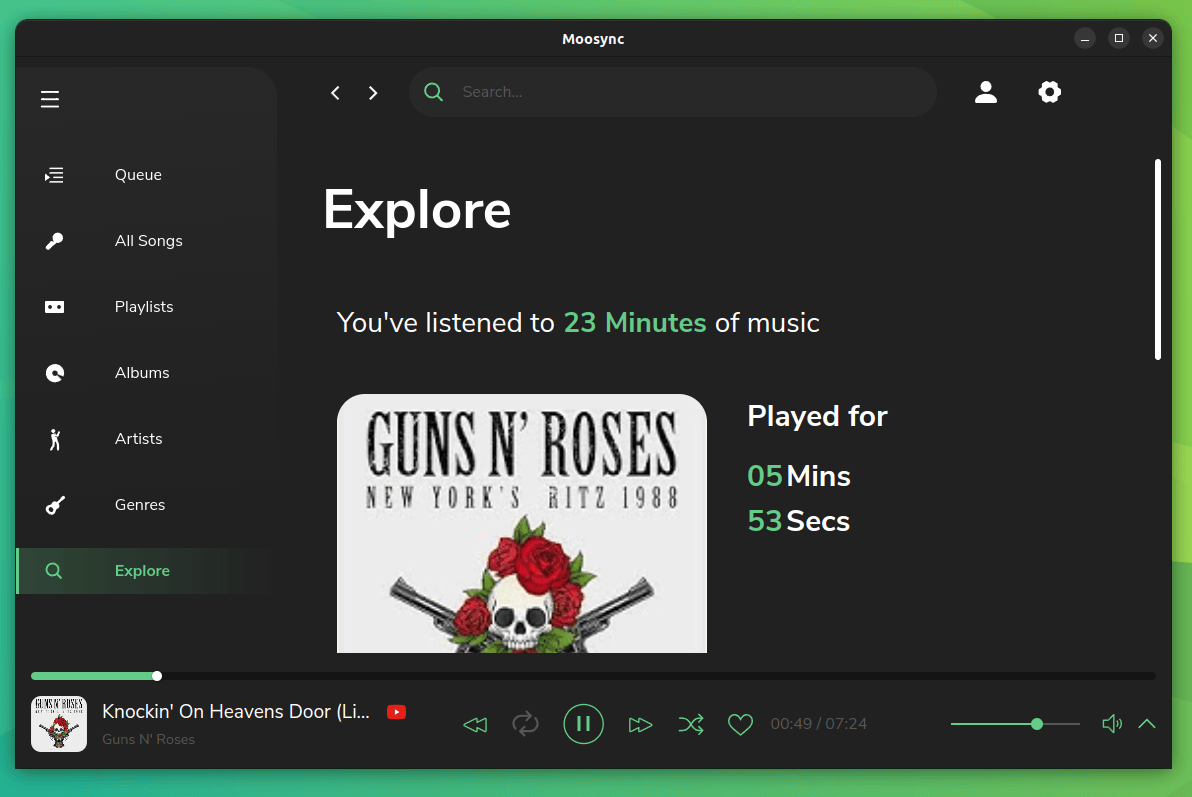 Moosync
Search...
Queue
All Songs
Playlists
Albums
Artists
Genres
Explore
Explore
You've listened to 23 Minutes of music
GUNS N' ROSES
NEW YORK'S RITZ 1988
Played for
05 Mins
53 Secs
GUNS N' ROSES
Knockin' On Heavens Door (Li...
Guns N' Roses
00:49 / 07:24